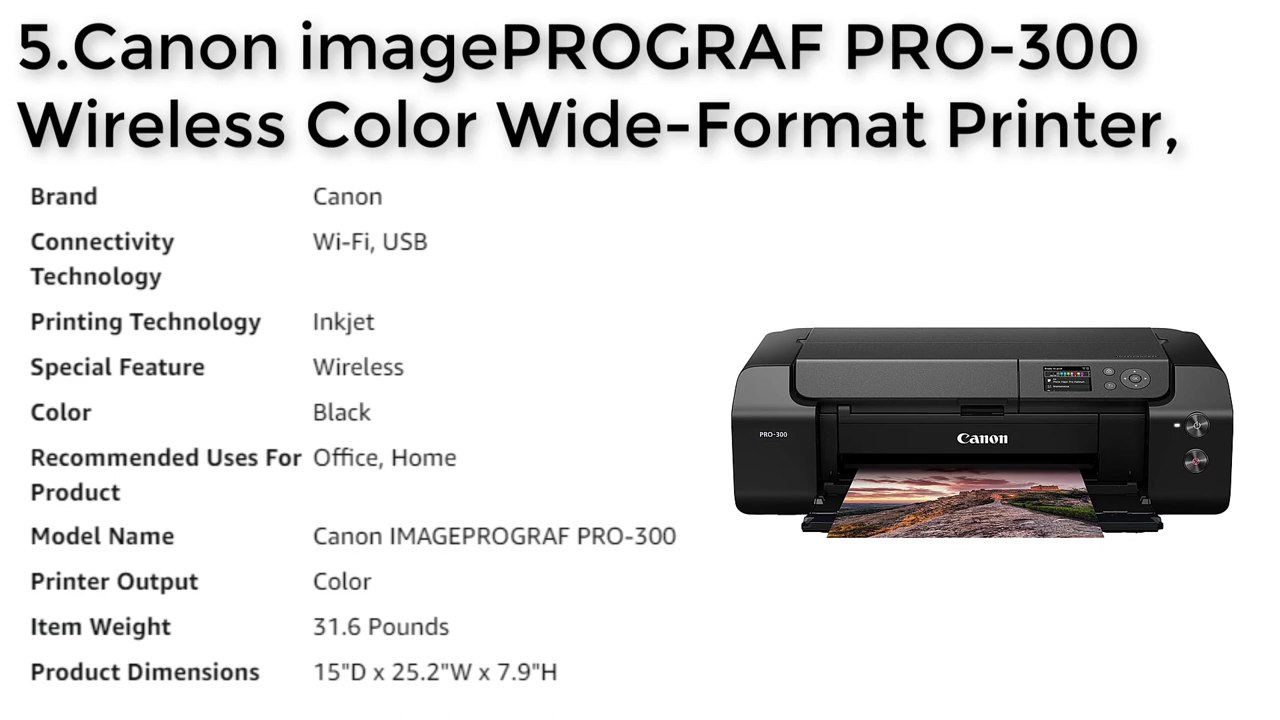 5.Canon imagePROGRAF PRO-300
Wireless Color Wide-Format Printer,
Brand Canon
Connectivity Wi-Fi, USB
Technology
Printing Technology Inkjet
Special Feature Wireless
Color Black
Recommended Uses For Office, Home
Product
Model Name Canon IMAGEPROGRAF PRO-300
Printer Output Color
Item Weight 31.6 Pounds
Product Dimensions 15"D x 25.2"W x 7.9"H
PRO-300
Canon